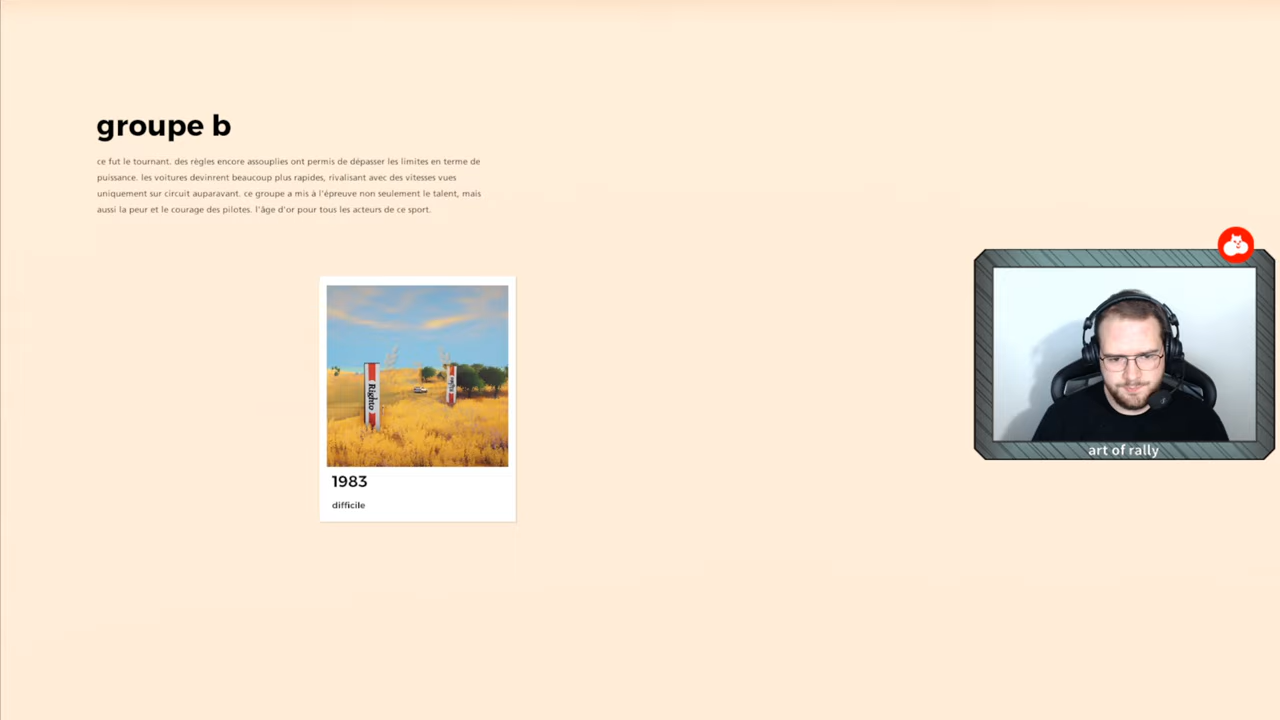 groupe b
ce fut le tournant. des règles encore assouplies ont permis de dépasser les limites en terme de
puissance. les voitures devinrent beaucoup plus rapides, rivalisant avec des vitesses vues
uniquement sur circuit auparavant. ce groupe a mis à l'épreuve non seulement le talent, mais
aussi la peur et le courage des pilotes. l'âge d'or pour tous les acteurs de ce sport.
Righto
1983
difficile
art of rally